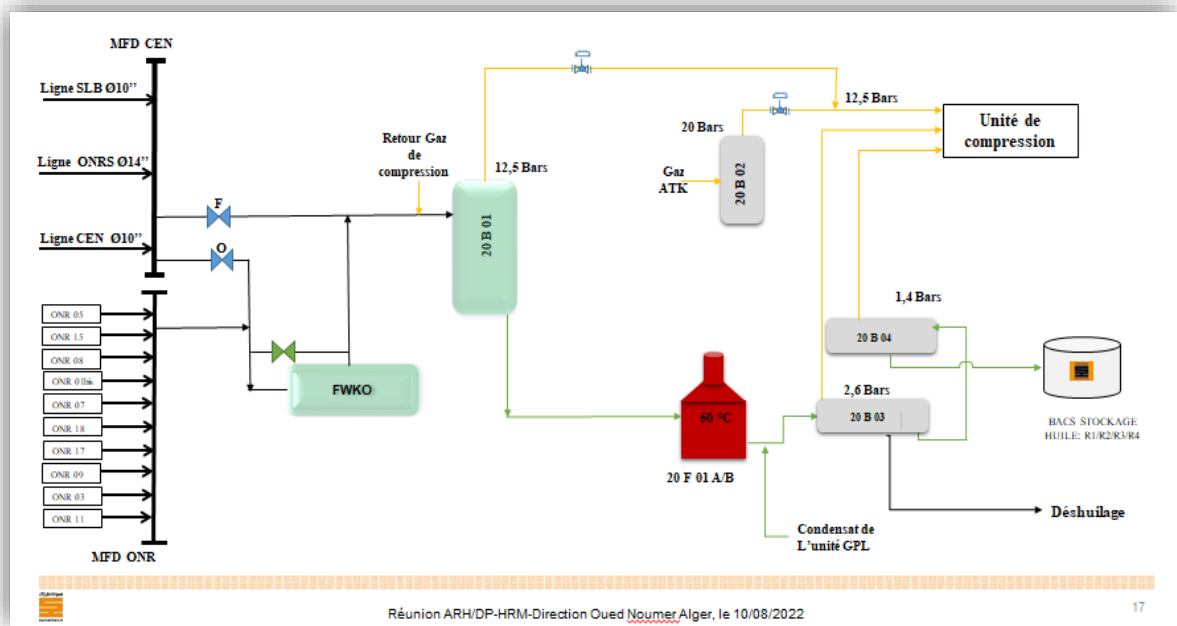 MFD CEN
Ligne SLB Ø10’’
Ligne ONRS Ø14’’
Ligne CEN Ø10’’
F
O
Retour Gaz
de
compression
12,5 Bars
20 B 01
20 Bars
Gaz
ATK
20 B 02
12,5 Bars
Unité de
compression
ONR 05
ONR 15
ONR 08
ONR 01bis
ONR 07
ONR 18
ONR 17
ONR 09
ONR 03
ONR 11
MFD ONR
FWKO
1,4 Bars
20 B 04
2,6 Bars
20 B 03
20 F 01 A/B
BACS STOCKAGE
HUILE: R1/R2/R3/R4
Déshuilage
Condensat de
L’unité GPL
Réunion ARH/DP-HRM-Direction Oued Noumer Alger, le 10/08/2022
17